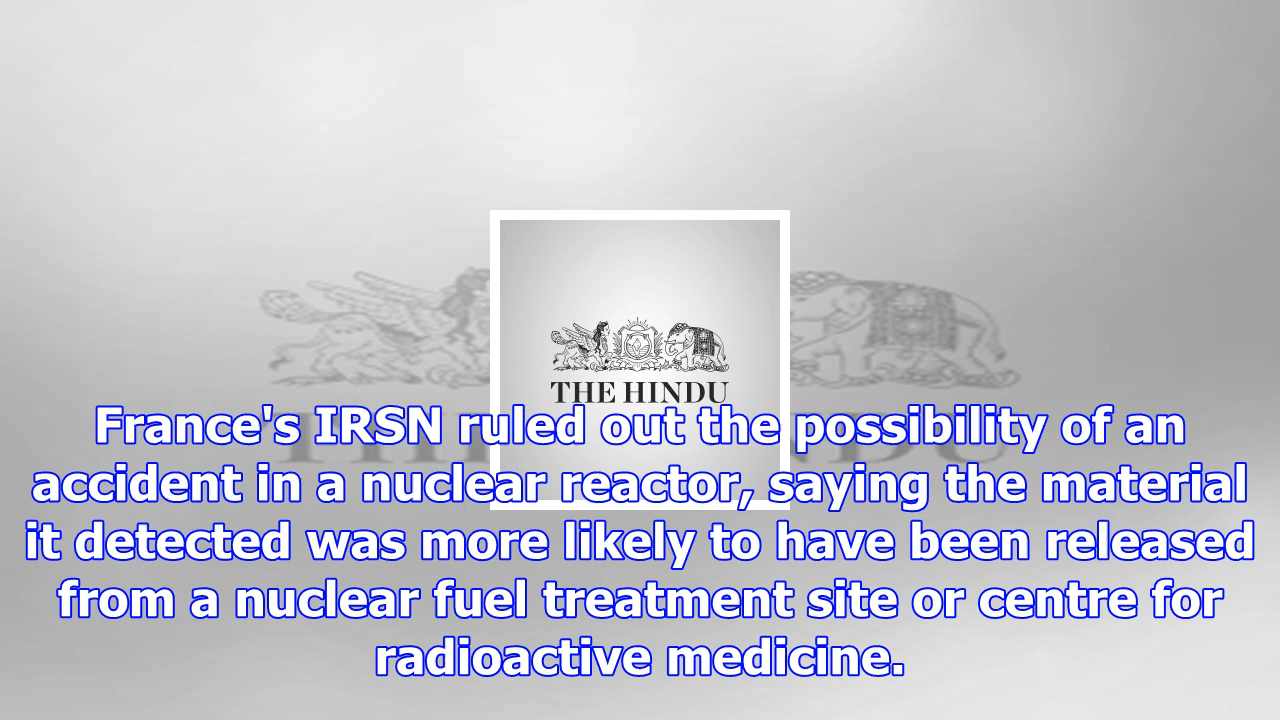 THE HINDU
France's IRSN ruled out the possibility of an
accident in a nuclear reactor, saying the material
it detected was more likely to have been released
from a nuclear fuel treatment site or centre for
radioactive medicine.